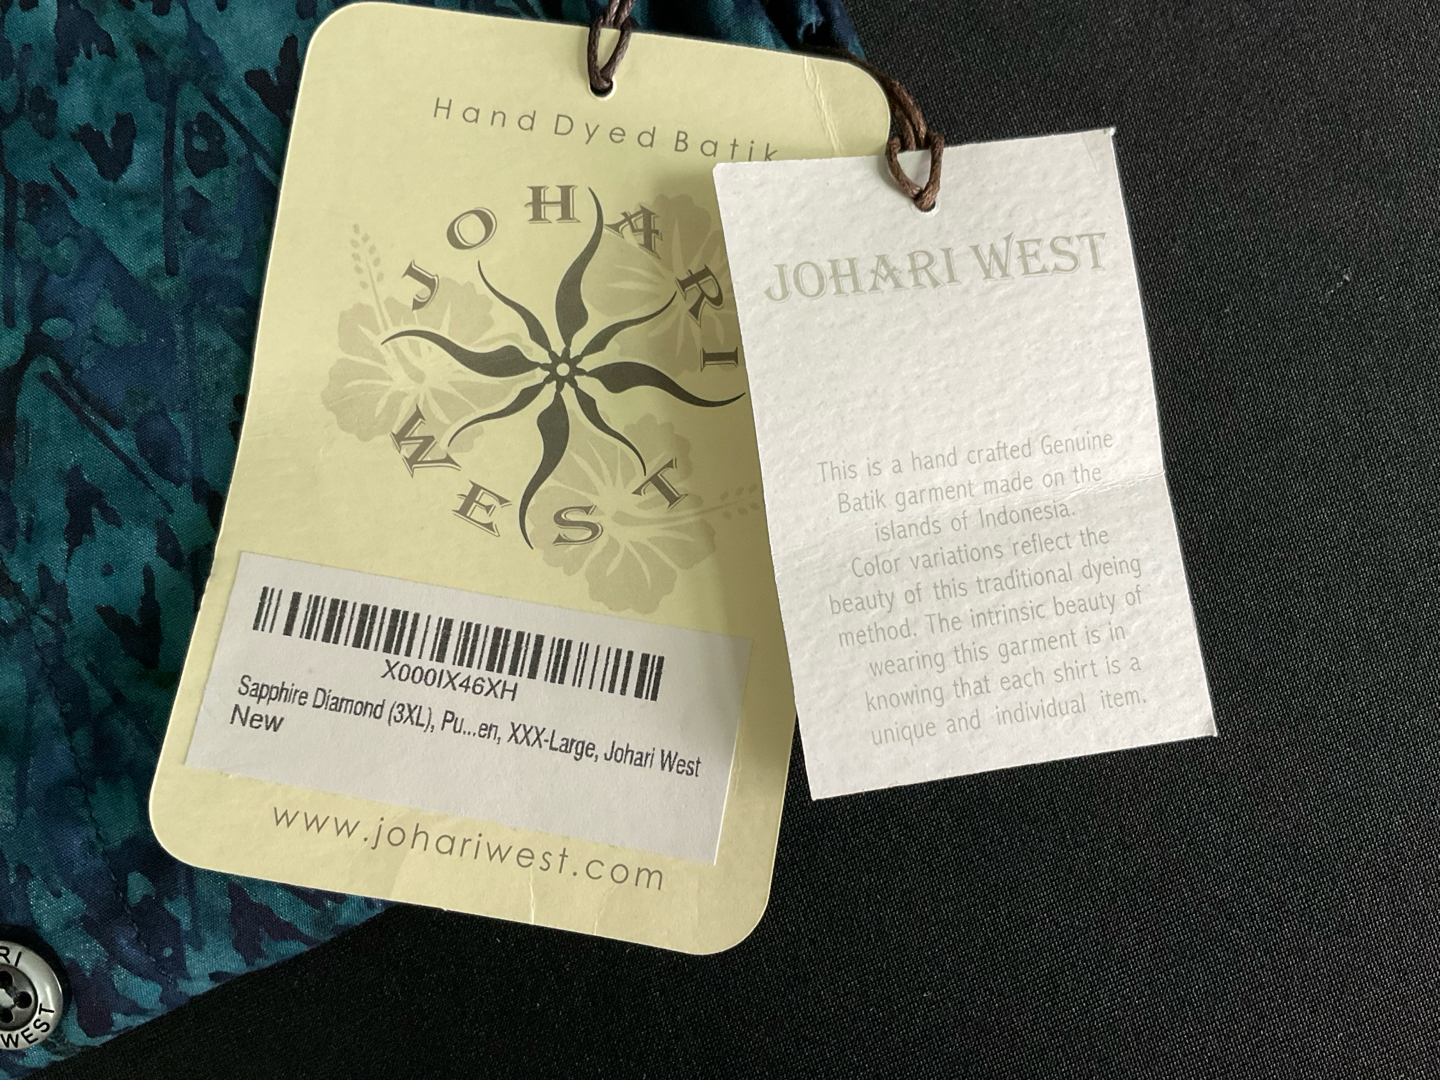 Hand Dyed Batik
JOHARI
WEST
X000IX46XH
Sapphire Diamond (3XL), Pu...en, XXX-Large, Johari West
New
www.johariwest.com
JOHARI WEST
This is a hand crafted Genuine
Batik garment made on the
islands of Indonesia.
Color variations reflect the
beauty of this traditional dyeing
method. The intrinsic beauty of
wearing this garment is in
knowing that each shirt is a
unique and individual item.
RI
WEST